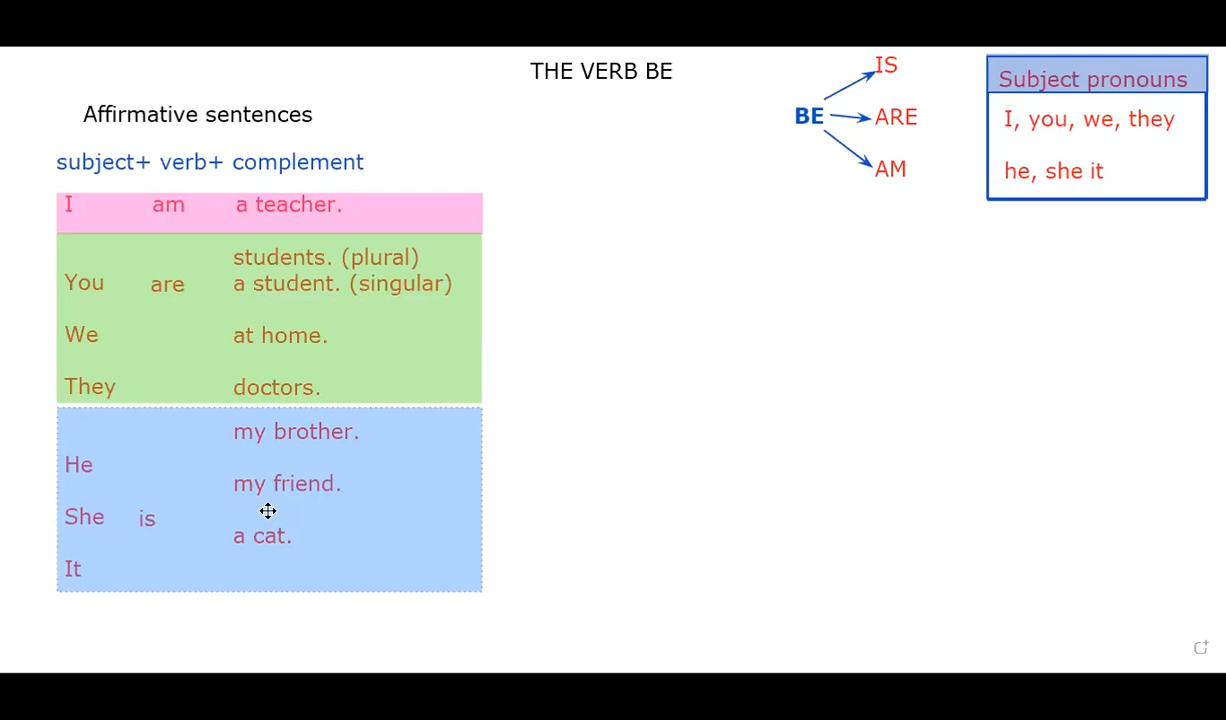 THE VERB BE
Affirmative sentences
subject+ verb+ complement
I am a teacher.
students. (plural)
You are a student. (singular)
We at home.
They doctors.
my brother.
He
my friend.
She is
a cat.
It
IS
BE ARE
AM
Subject pronouns
I, you, we, they
he, she it